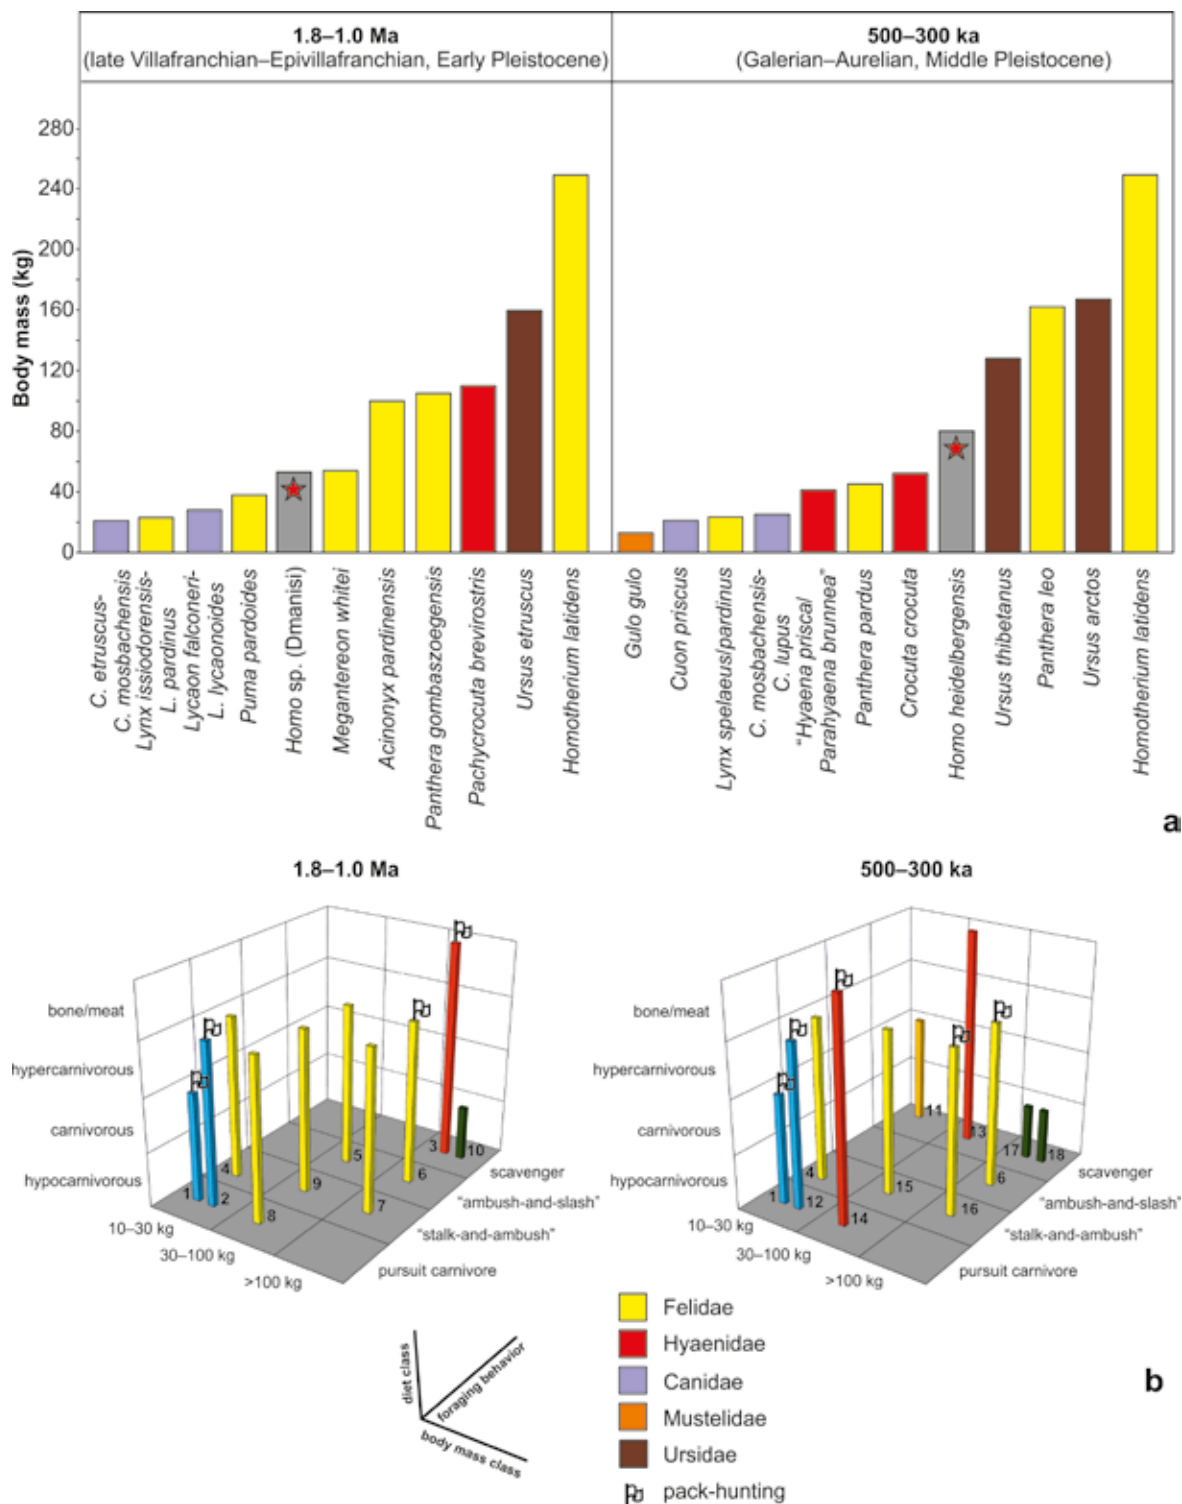 a
1.8–1.0 Ma
(late Villafranchian–Epivillafranchian, Early Pleistocene)
500–300 ka
(Galerian–Aurelian, Middle Pleistocene)
Body mass (kg)
280
240
200
160
120
80
40
0
C. etruscus-
C. mosbachensis
Lynx issiodorensis-
L. pardinus
Lycaon falconeri-
L. lycaonoides
Puma pardoides
Homo sp. (Dmanisi)
Megantereon whitei
Acinonyx pardinensis
Panthera gombaszoegensis
Pachycrocuta brevirostris
Ursus etruscus
Homotherium latidens
Gulo gulo
Cuon priscus
Lynx spelaeus/pardinus
C. mosbachensis-
C. lupus
"Hyaena prisca/
Parahyaena brunnea"
Panthera pardus
Crocuta crocuta
Homo heidelbergensis
Ursus thibetanus
Panthera leo
Ursus arctos
Homotherium latidens
a
1.8–1.0 Ma
bone/meat
hypercarnivorous
carnivorous
hypocarnivorous
10–30 kg
30–100 kg
>100 kg
scavenger
"ambush-and-slash"
"stalk-and-ambush"
pursuit carnivore
1
2
4
8
9
5
7
6
3
10
500–300 ka
bone/meat
hypercarnivorous
carnivorous
hypocarnivorous
10–30 kg
30–100 kg
>100 kg
scavenger
"ambush-and-slash"
"stalk-and-ambush"
pursuit carnivore
1
12
4
14
15
11
16
13
6
17
18
diet class
foraging behavior
body mass class
Felidae
Hyaenidae
Canidae
Mustelidae
Ursidae
pack-hunting
b